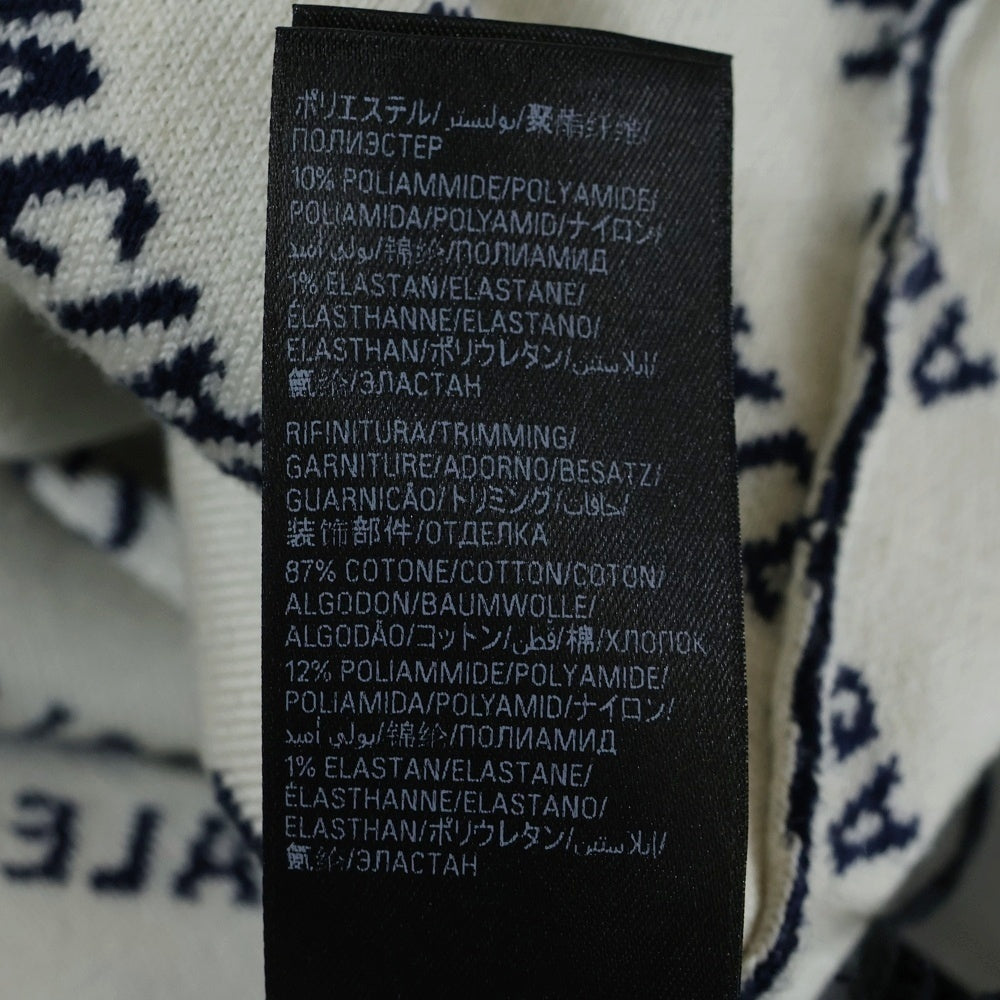 ポリエステル/بوليستر/聚酯纤维/
ПОЛИЭСТЕР
10% POLIAMMIDE/POLYAMIDE/
POLIAMIDA/POLYAMID/ナイロン/
بولي أميد/锦纶/ПОЛИАМИД
1% ELASTAN/ELASTANE/
ÉLASTHANNE/ELASTANO/
ELASTHAN/ポリウレタン/إيلاستين/
氨纶/ЭЛАСТАН
RIFINITURA/TRIMMING/
GARNITURE/ADORNO/BESATZ/
GUARNICÃO/トリミング/حافات/
装饰部件/ОТДЕЛКА
87% COTONE/COTTON/COTON/
ALGODON/BAUMWOLLE/
ALGODÃO/コットン/قطن/棉/ХЛОПОК
12% POLIAMMIDE/POLYAMIDE/
POLIAMIDA/POLYAMID/ナイロン/
بولي أميد/锦纶/ПОЛИАМИД
1% ELASTAN/ELASTANE/
ÉLASTHANNE/ELASTANO/
ELASTHAN/ポリウレタン/إيلاستين/
氨纶/ЭЛАСТАН